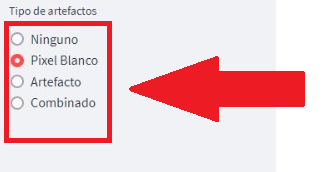 Tipo de artefactos
Ninguno
Pixel Blanco
Artefacto
Combinado